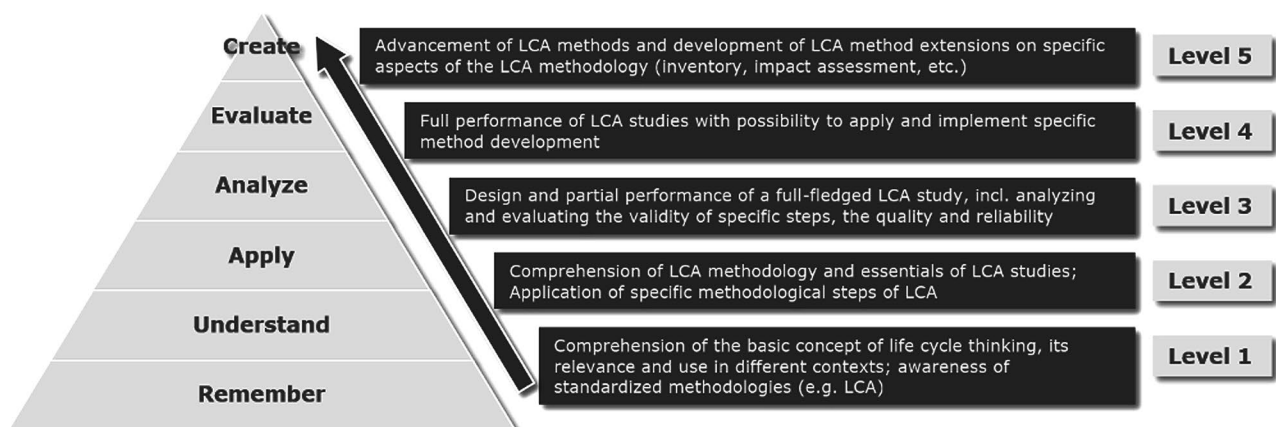 Create
Advancement of LCA methods and development of LCA method extensions on specific
aspects of the LCA methodology (inventory, impact assessment, etc.)
Level 5
Evaluate
Full performance of LCA studies with possibility to apply and implement specific
method development
Level 4
Analyze
Design and partial performance of a full-fledged LCA study, incl. analyzing
and evaluating the validity of specific steps, the quality and reliability
Level 3
Apply
Comprehension of LCA methodology and essentials of LCA studies;
Application of specific methodological steps of LCA
Level 2
Understand
Comprehension of the basic concept of life cycle thinking, its
relevance and use in different contexts; awareness of
standardized methodologies (e.g. LCA)
Level 1
Remember